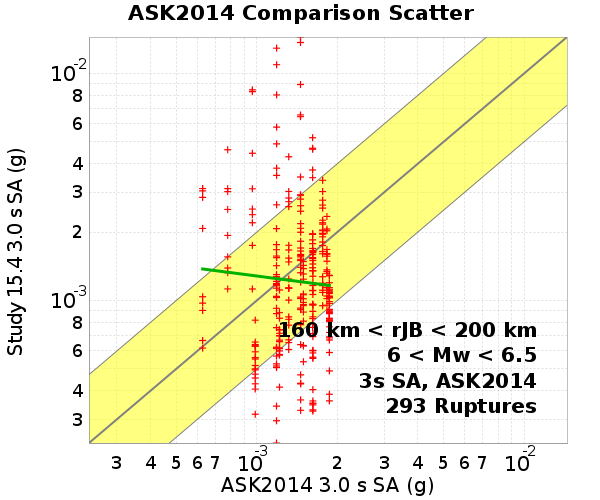 ASK2014 Comparison Scatter
Study 15.4 3.0 s SA (g)
10-2
8
6
4
3
2
10-3
8
6
4
3
160 km < rJB < 200 km
6 < Mw < 6.5
3s SA, ASK2014
293 Ruptures
3 4 5 6 7 10-3 2 3 4 5 6 7 10-2
ASK2014 3.0 s SA (g)